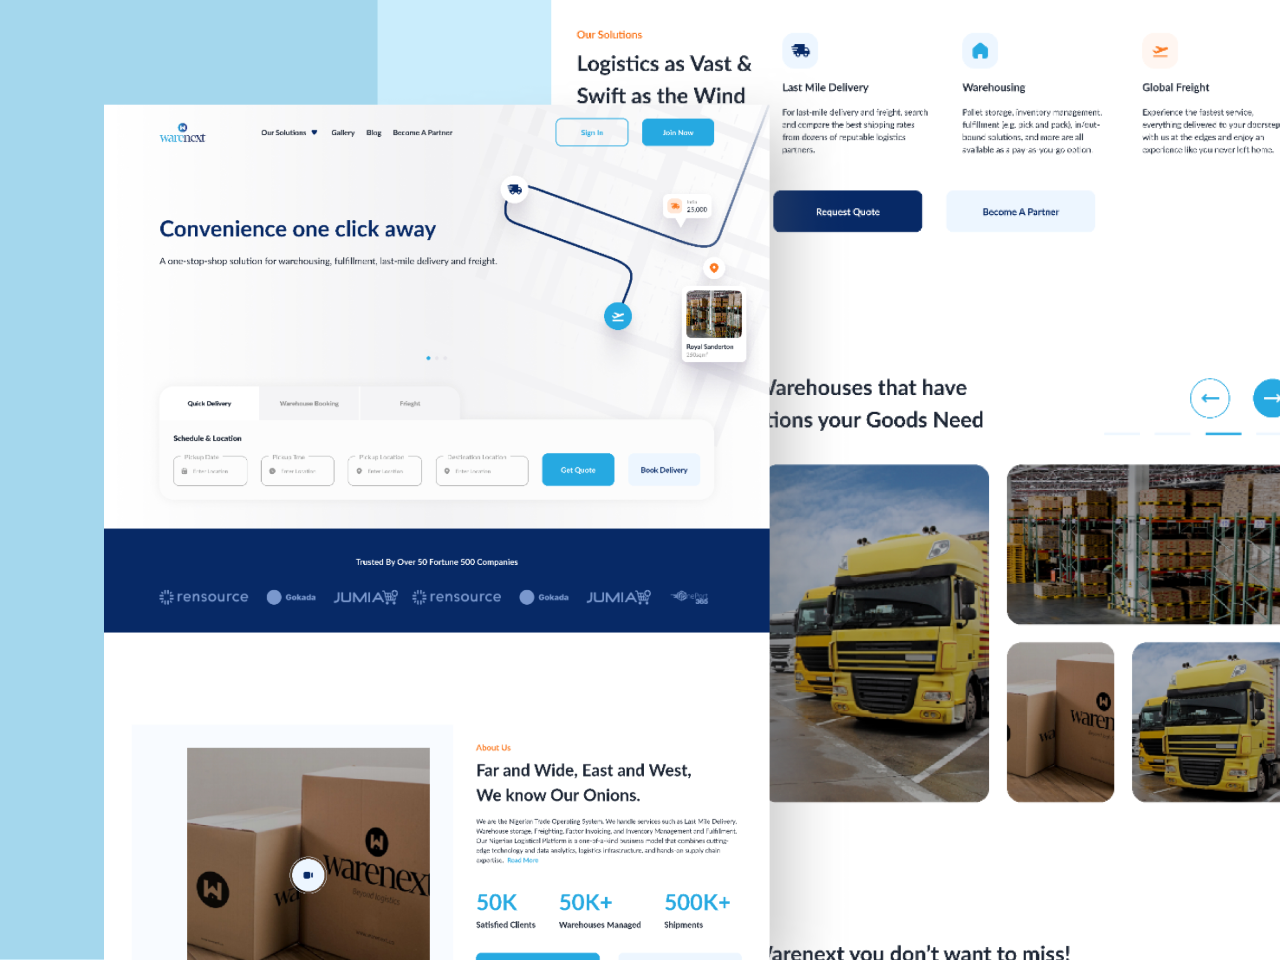 Our Solutions
Logistics as Vast &
Swift as the Wind
Last Mile Delivery
For last-mile delivery and freight, search
and compare the best shipping rates
from dozens of reputable logistics
partners.
Warehousing
Pallet storage, inventory management,
fulfillment (e.g. pick and pack), in/out-
bound solutions, and more are all
available as a pay-as-you-go option.
Global Freight
Experience the fastest service,
everything delivered to your doorstep
with us at the edges and enjoy an
experience like you never left home.
Request Quote
Become A Partner
warenext
Our Solutions
Gallery
Blog
Become A Partner
Sign In
Join Now
Convenience one click away
A one-stop-shop solution for warehousing, fulfillment, last-mile delivery and freight.
25,000
Royal Sanderton
Quick Delivery
Warehouse Booking
Frieght
Schedule & Location
Pickup Date
Enter Location
Pickup Time
Enter Location
Pickup Location
Enter Location
Destination Location
Enter Location
Get Quote
Book Delivery
Trusted By Over 50 Fortune 500 Companies
rensource
Gokada
JUMIA
rensource
Gokada
JUMIA
OnePort
365
Warehouses that have
tions your Goods Need
waren
warenext
Beyond logistics
wa
About Us
Far and Wide, East and West,
We know Our Onions.
We are the Nigerian Trade Operating System. We handle services such as Last Mile Delivery,
Warehouse storage, Freighting, Factor Invoicing, and Inventory Management and Fulfilment.
Our Nigerian Logistical Platform is a one-of-a-kind business model that combines cutting-
edge technology and data analytics, logistics infrastructure, and hands-on supply chain
expertise. Read More
50K
Satisfied Clients
50K+
Warehouses Managed
500K+
Shipments
Warenext you don't want to miss!